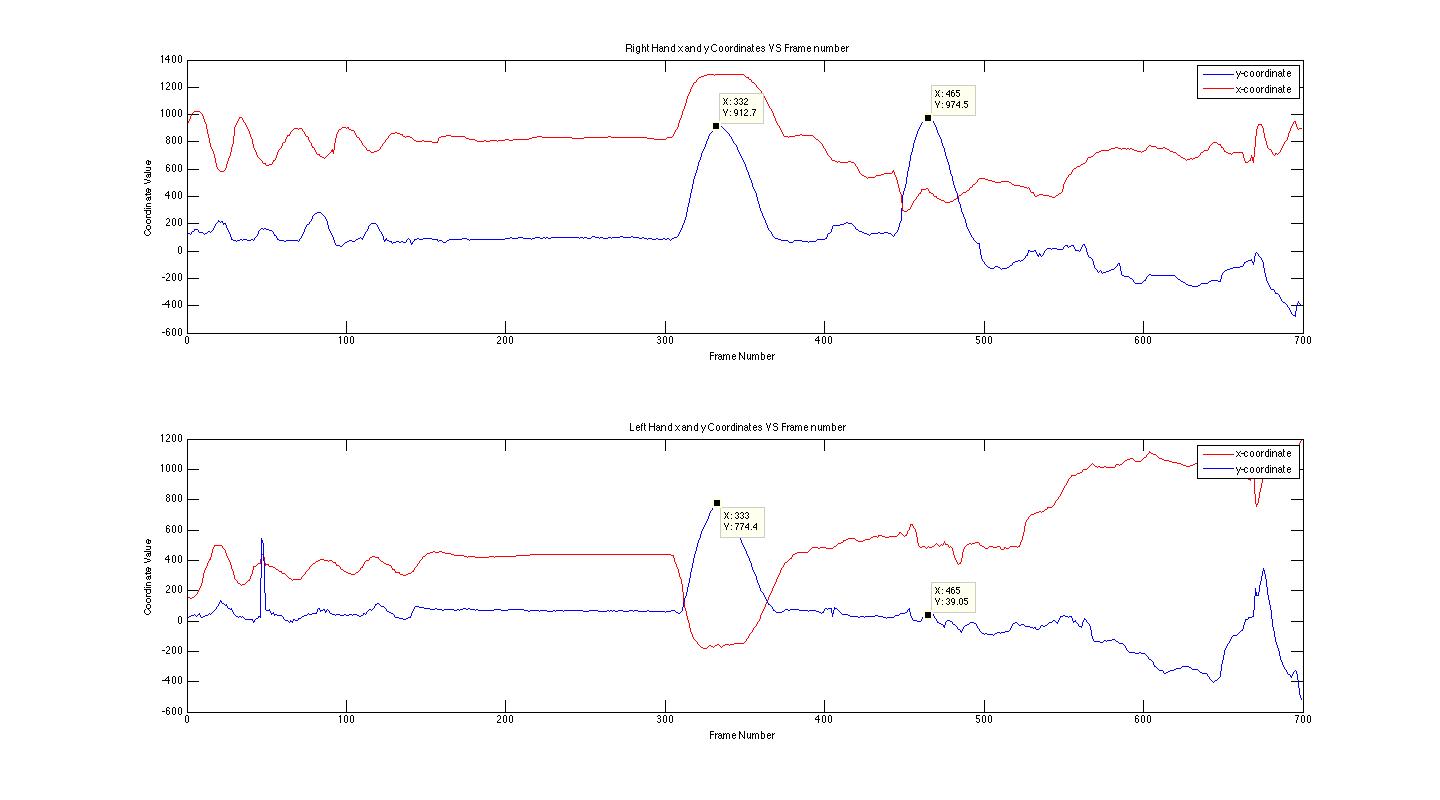 Right Hand x and y Coordinates VS Frame number
1400
1200
1000
800
600
400
200
0
-200
-400
-600
Coordinate Value
y-coordinate
x-coordinate
X: 332
Y: 912.7
X: 465
Y: 974.5
0 100 200 300 400 500 600 700
Frame Number
Left Hand x and y Coordinates VS Frame number
1200
1000
800
600
400
200
0
-200
-400
-600
Coordinate Value
x-coordinate
y-coordinate
X: 333
Y: 774.4
X: 465
Y: 39.05
0 100 200 300 400 500 600 700
Frame Number